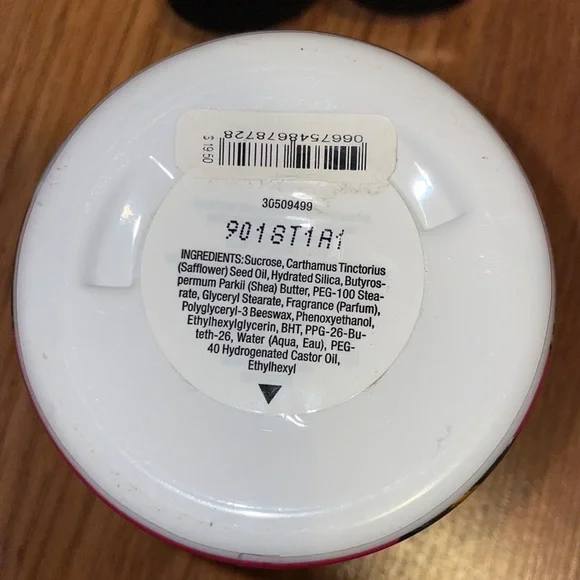 0667548678728
$ 19.50
30509499
9018T1A1
INGREDIENTS: Sucrose, Carthamus Tinctorius
(Safflower) Seed Oil, Hydrated Silica, Butyros-
permum Parkii (Shea) Butter, PEG-100 Stea-
rate, Glyceryl Stearate, Fragrance (Parfum),
Polyglyceryl-3 Beeswax, Phenoxyethanol,
Ethylhexylglycerin, BHT, PPG-26-Bu-
teth-26, Water (Aqua, Eau), PEG-
40 Hydrogenated Castor Oil,
Ethylhexyl